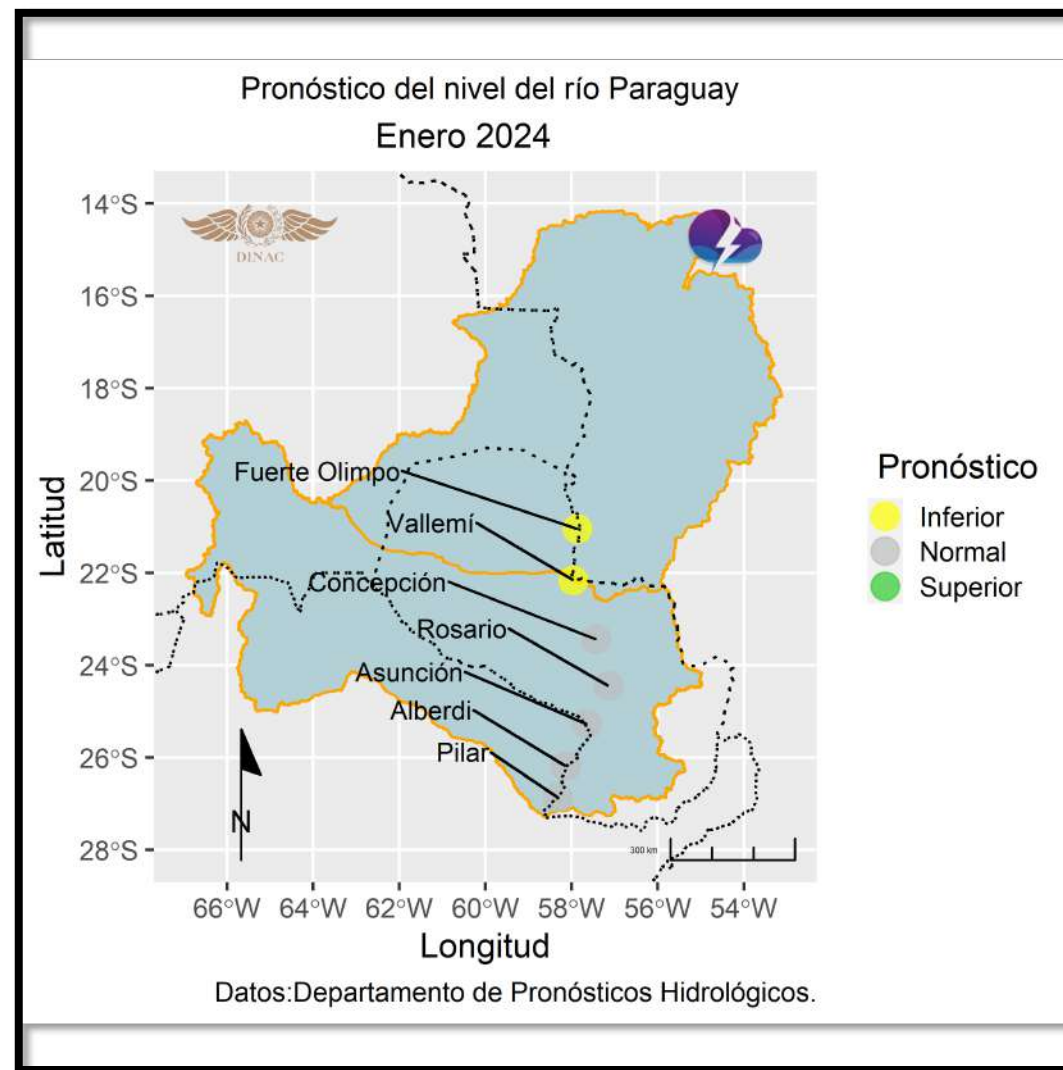 Pronóstico del nivel del río Paraguay
Enero 2024
14°S
16°S
18°S
20°S
22°S
24°S
26°S
28°S
Latitud
DINAC
Fuerte Olimpo
Vallemí
Concepción
Rosario
Asunción
Alberdi
Pilar
N
300 km
66°W 64°W 62°W 60°W 58°W 56°W 54°W
Longitud
Pronóstico
Inferior
Normal
Superior
Datos:Departamento de Pronósticos Hidrológicos.